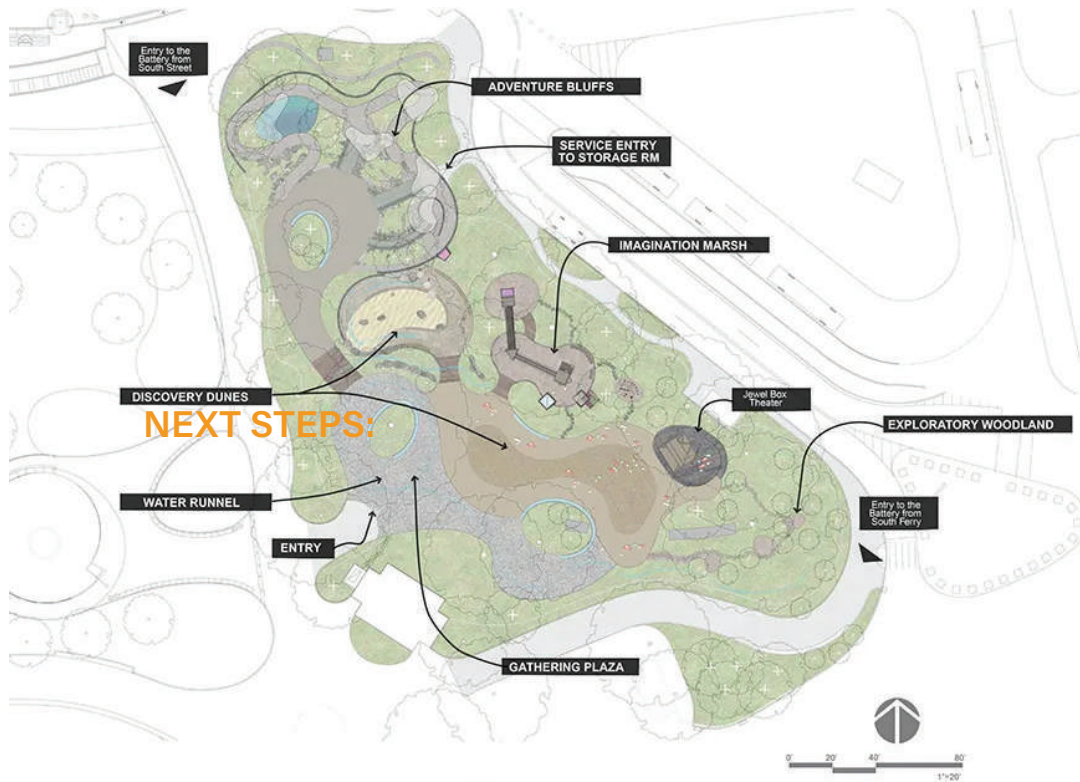 Entry to the
Battery from
South Street
ADVENTURE BLUFFS
SERVICE ENTRY
TO STORAGE RM
IMAGINATION MARSH
DISCOVERY DUNES
NEXT STEPS:
Jewel Box
Theater
EXPLORATORY WOODLAND
WATER RUNNEL
Entry to the
Battery from
South Ferry
ENTRY
GATHERING PLAZA
0' 20' 40' 80'
1"=20'